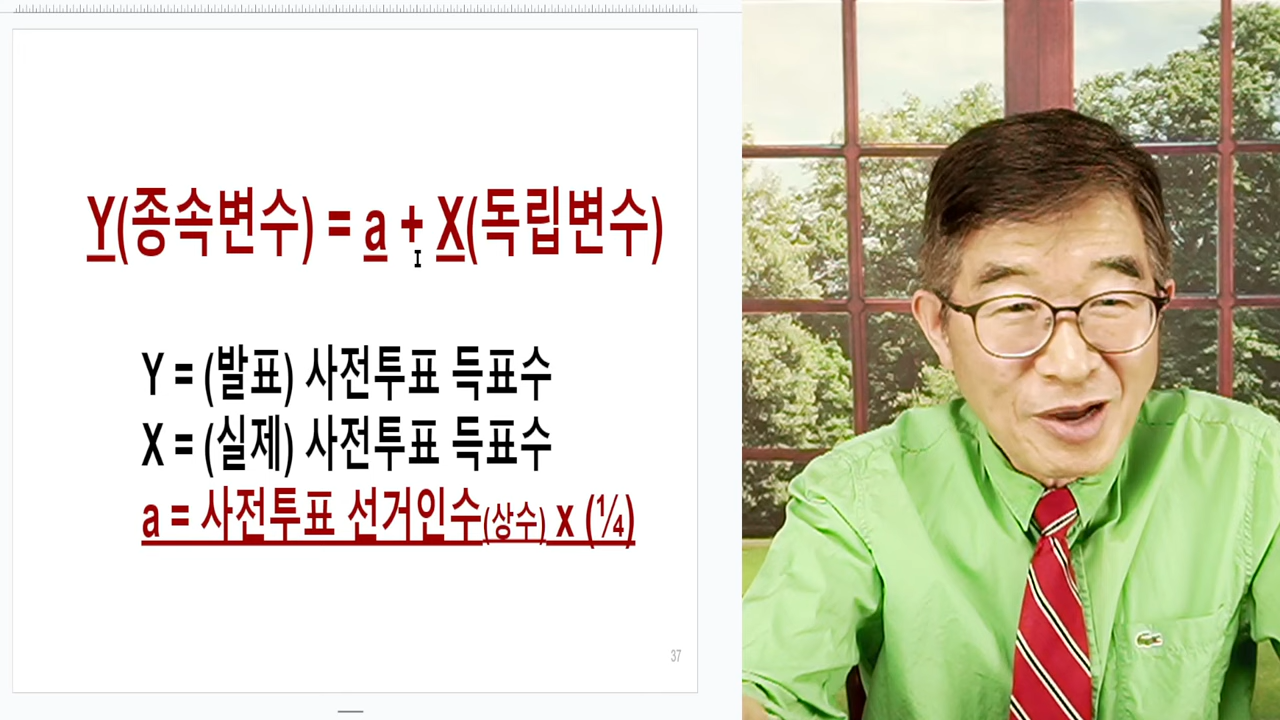 Y(종속변수) = a + X(독립변수)
Y = (발표) 사전투표 득표수
X = (실제) 사전투표 득표수
a = 사전투표 선거인수(상수) x (¼)
37